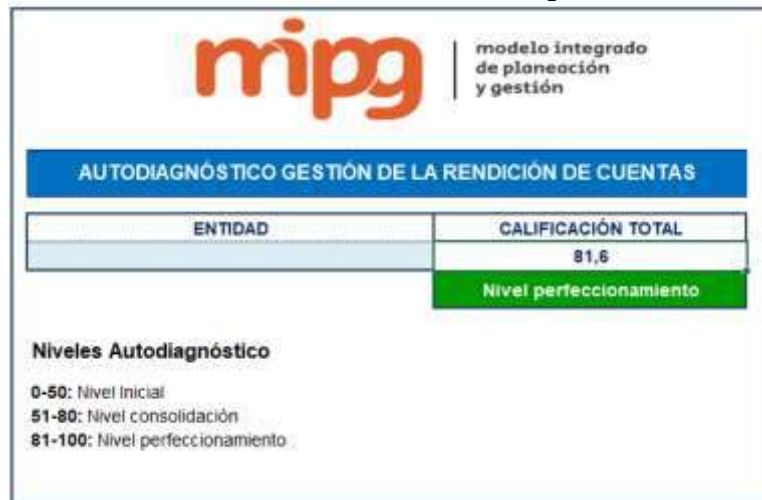 mipg
modelo integrado
de planeación
y gestión
AUTODIAGNÓSTICO GESTIÓN DE LA RENDICIÓN DE CUENTAS
ENTIDAD
CALIFICACIÓN TOTAL
81,6
Nivel perfeccionamiento
Niveles Autodiagnóstico
0-50: Nivel Inicial
51-80: Nivel consolidación
81-100: Nivel perfeccionamiento